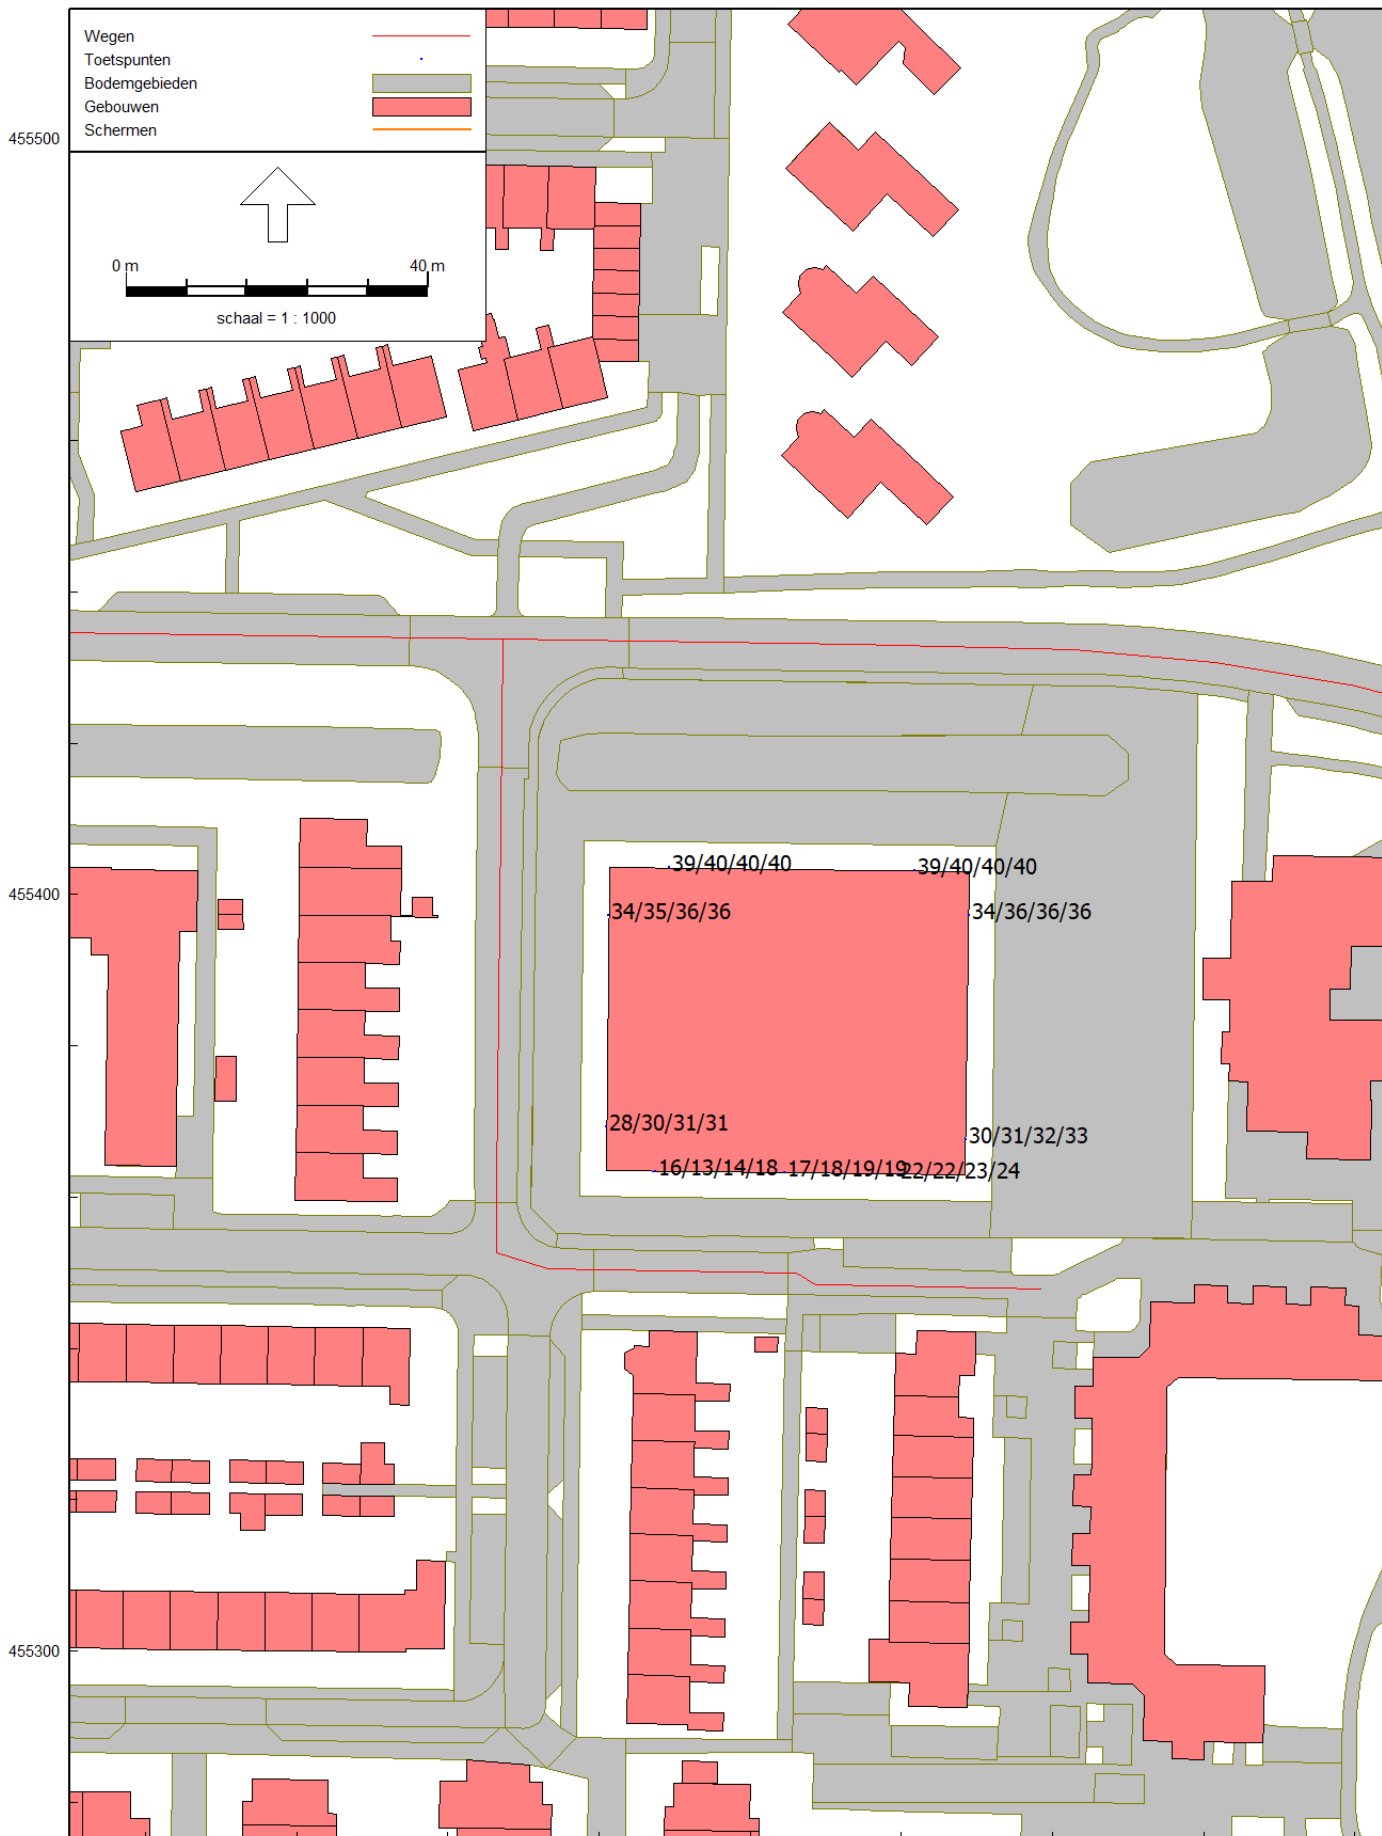 Wegen
Toetspunten
Bodemgebieden
Gebouwen
Schermen
455500
0 m 40 m
schaal = 1 : 1000
39/40/40/40 39/40/40/40
455400
34/35/36/36 34/36/36/36
28/30/31/31
30/31/32/33
16/13/14/18 17/18/19/19 22/22/23/24
455300